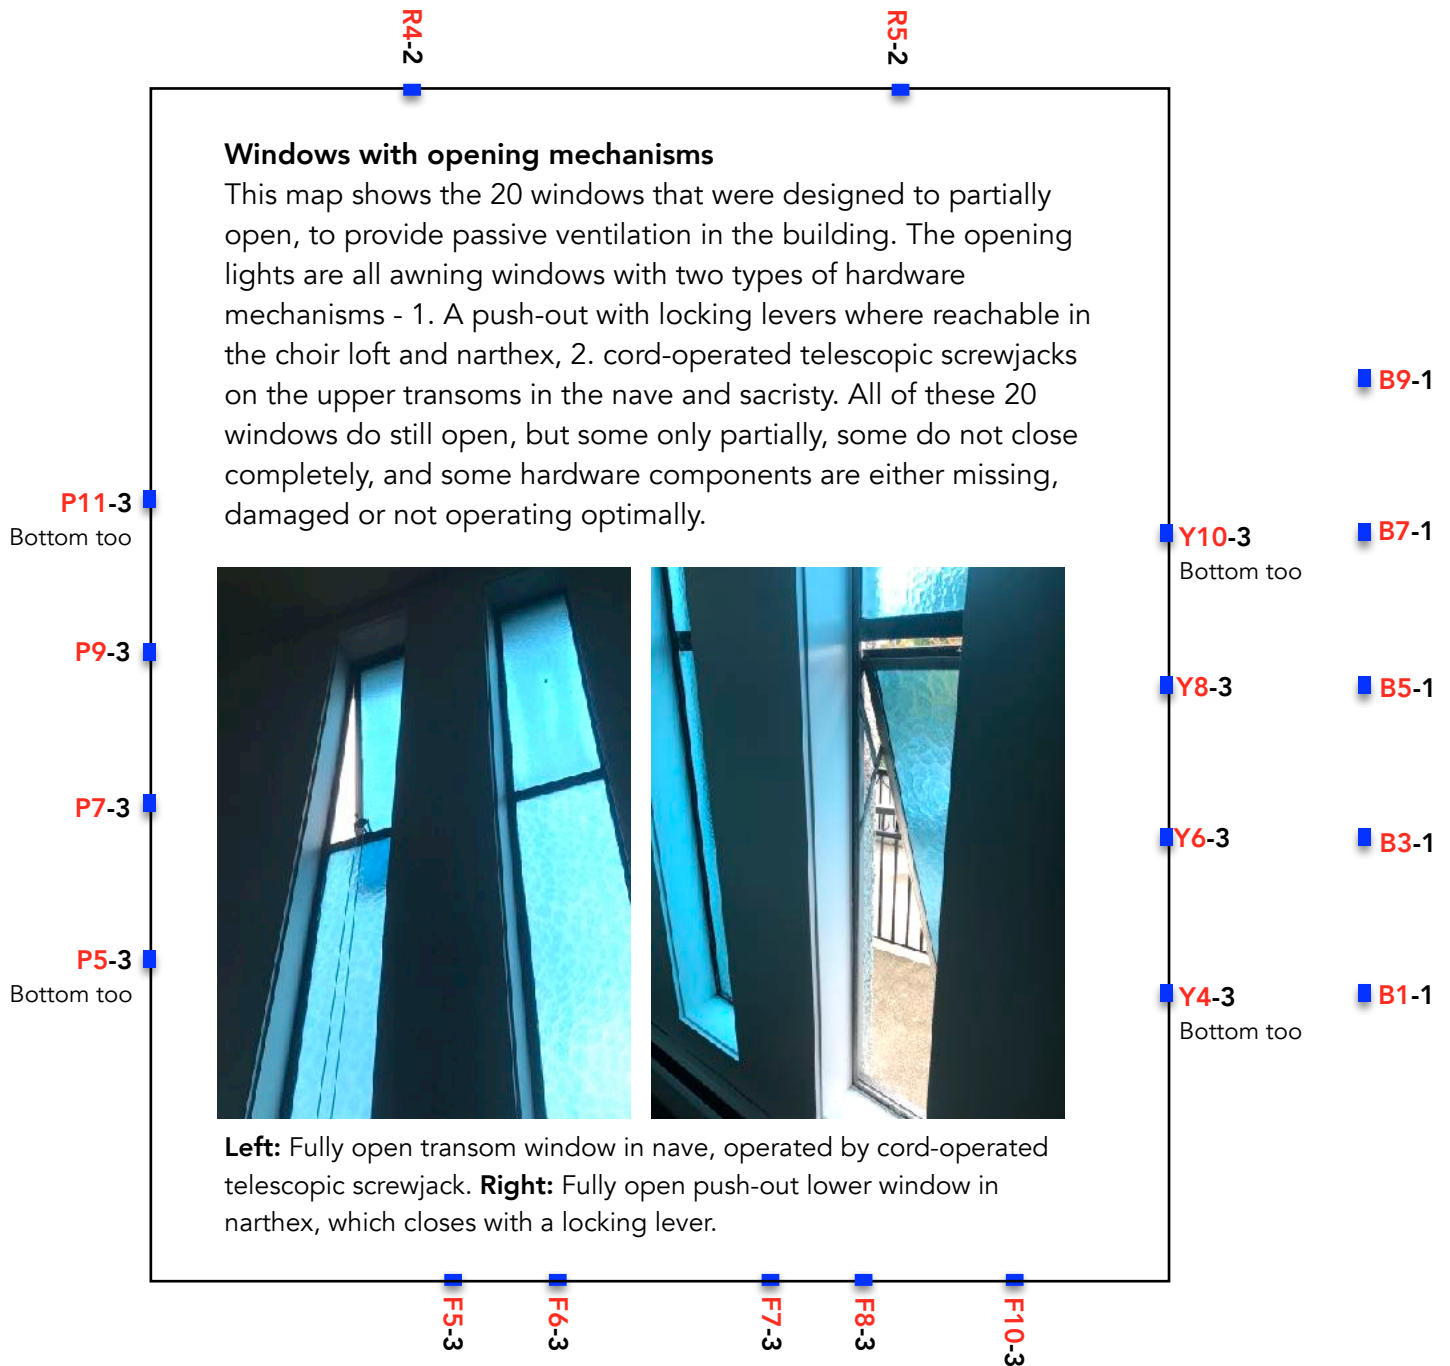 R4-2
R5-2
Windows with opening mechanisms
This map shows the 20 windows that were designed to partially
open, to provide passive ventilation in the building. The opening
lights are all awning windows with two types of hardware
mechanisms - 1. A push-out with locking levers where reachable in
the choir loft and narthex, 2. cord-operated telescopic screwjacks
on the upper transoms in the nave and sacristy. All of these 20
windows do still open, but some only partially, some do not close
completely, and some hardware components are either missing,
damaged or not operating optimally.
P11-3
Bottom too
P9-3
P7-3
P5-3
Bottom too
Y10-3
Bottom too
Y8-3
Y6-3
Y4-3
Bottom too
B9-1
B7-1
B5-1
B3-1
B1-1
Left: Fully open transom window in nave, operated by cord-operated
telescopic screwjack. Right: Fully open push-out lower window in
narthex, which closes with a locking lever.
F5-3
F6-3
F7-3
F8-3
F10-3